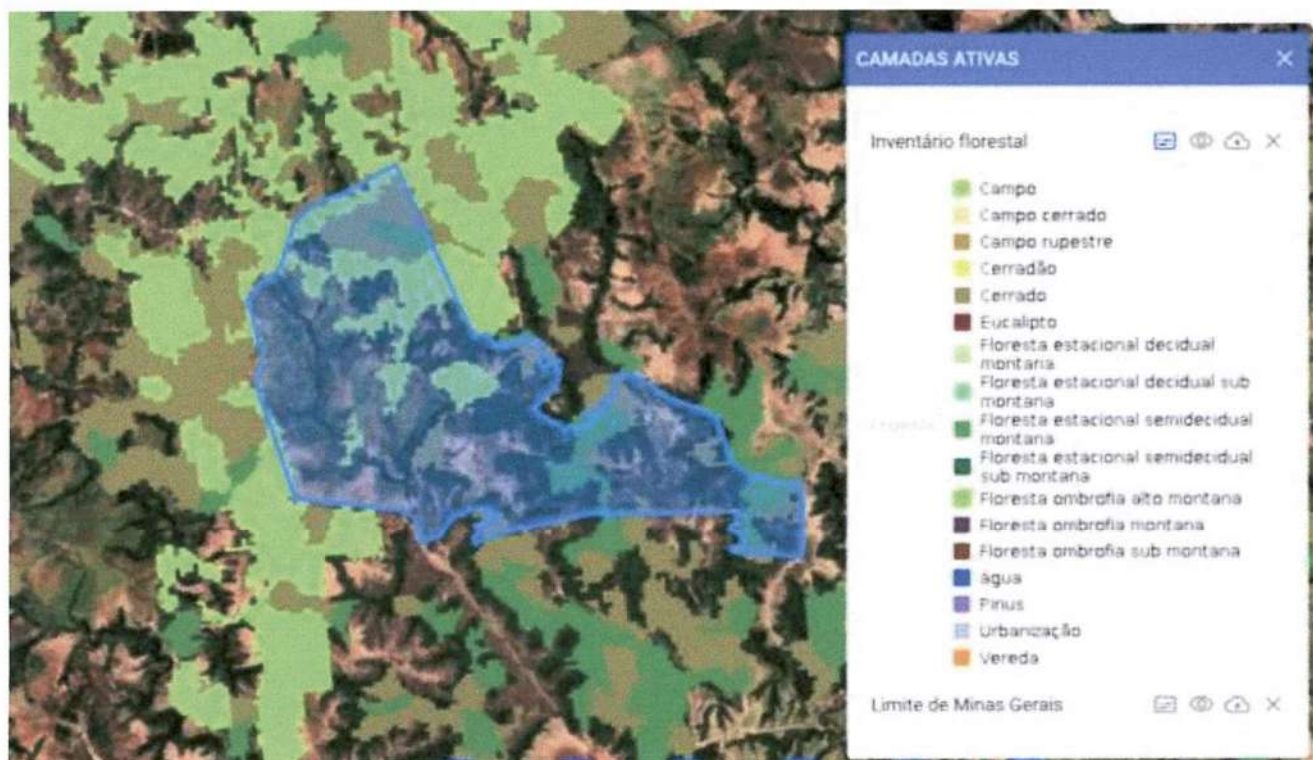 CAMADAS ATIVAS
Inventário florestal
Campo
Campo cerrado
Campo rupestre
Cerradão
Cerrado
Eucalipto
Floresta estacional decidual
montana
Floresta estacional decidual sub
montana
Floresta estacional semidecidual
montana
Floresta estacional semidecidual
sub montana
Floresta ombrofia alto montana
Floresta ombrofia montana
Floresta ombrofia sub montana
água
Pinus
Urbanização
Vereda
Limite de Minas Gerais